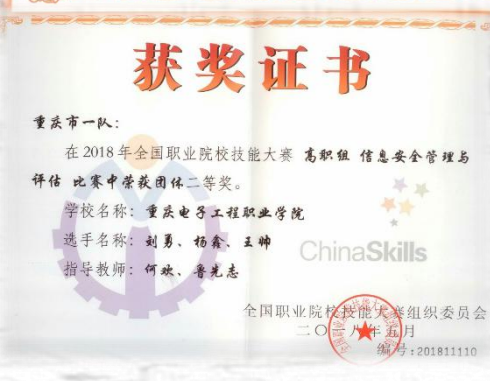 获奖证书
重庆市一队：
在2018年全国职业院校技能大赛 高职组 信息安全管理与
评估 比赛中荣获团体二等奖。
学校名称：重庆电子工程职业学院
选手名称：刘勇、杨鑫、王帅
ChinaSkills
指导教师：何欢、鲁先志
全国职业院校技能大赛组织委员会
二〇一八年五月
编号：201811110